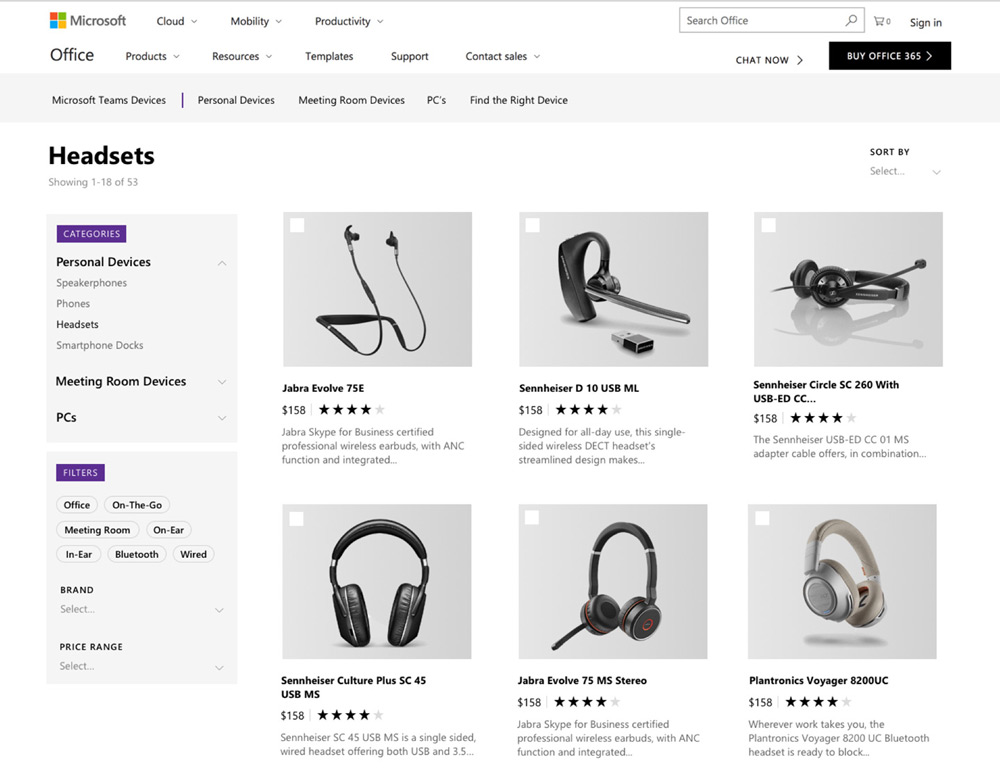 Microsoft Cloud Mobility Productivity Search Office 0 Sign in
Office Products Resources Templates Support Contact sales CHAT NOW BUY OFFICE 365
Microsoft Teams Devices Personal Devices Meeting Room Devices PC's Find the Right Device
Headsets
Showing 1-18 of 53
SORT BY
Select...
CATEGORIES
Personal Devices
Speakerphones
Phones
Headsets
Smartphone Docks
Meeting Room Devices
PCs
FILTERS
Office On-The-Go
Meeting Room On-Ear
In-Ear Bluetooth Wired
BRAND
Select...
PRICE RANGE
Select...
Jabra Evolve 75E
$158
Jabra Skype for Business certified
professional wireless earbuds, with ANC
function and integrated...
Sennheiser D 10 USB ML
$158
Designed for all-day use, this single-
sided wireless DECT headset's
streamlined design makes...
Sennheiser Circle SC 260 With
USB-ED CC...
$158
The Sennheiser USB-ED CC 01 MS
adapter cable offers, in combination...
Sennheiser Culture Plus SC 45
USB MS
$158
Sennheiser SC 45 USB MS is a single sided,
wired headset offering both USB and 3.5...
Jabra Evolve 75 MS Stereo
$158
Jabra Skype for Business certified
professional wireless earbuds, with ANC
function and integrated...
Plantronics Voyager 8200UC
$158
Wherever work takes you, the
Plantronics Voyager 8200 UC Bluetooth
headset is ready to block...